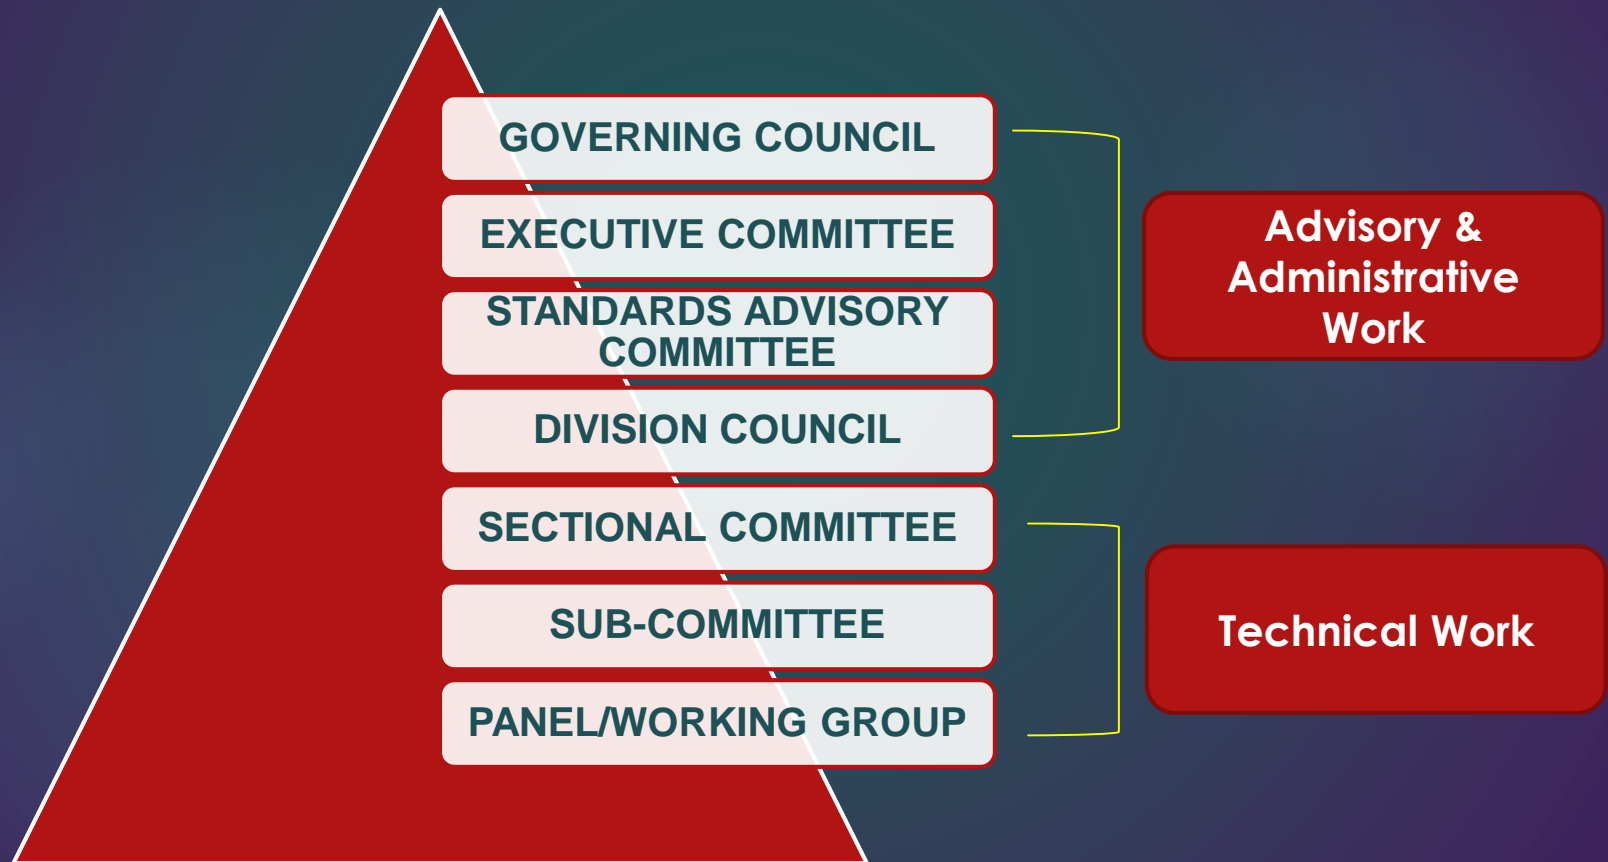 GOVERNING COUNCIL
EXECUTIVE COMMITTEE
STANDARDS ADVISORY
COMMITTEE
DIVISION COUNCIL
SECTIONAL COMMITTEE
SUB-COMMITTEE
PANEL/WORKING GROUP
Advisory &
Administrative
Work
Technical Work